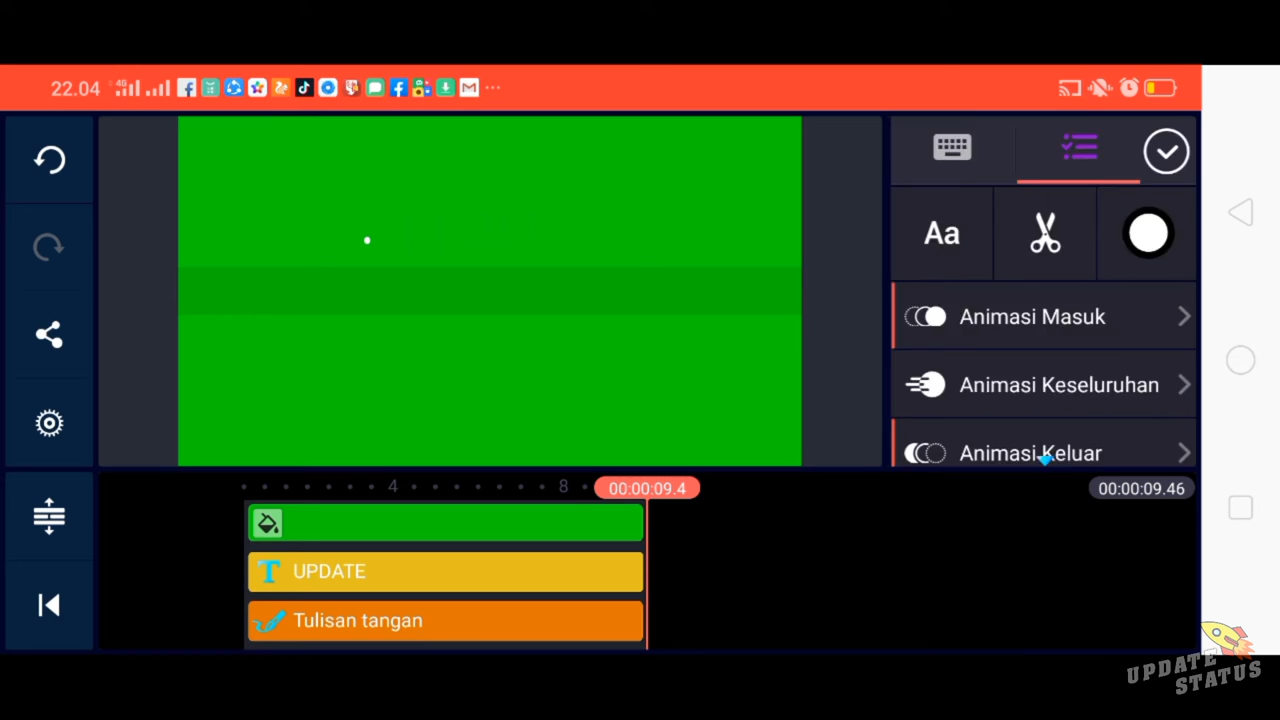 22.04
4G
Aa
Animasi Masuk
Animasi Keseluruhan
Animasi Keluar
4
8
00:00:09.4
00:00:09.46
T UPDATE
Tulisan tangan
UPDATE
STATUS